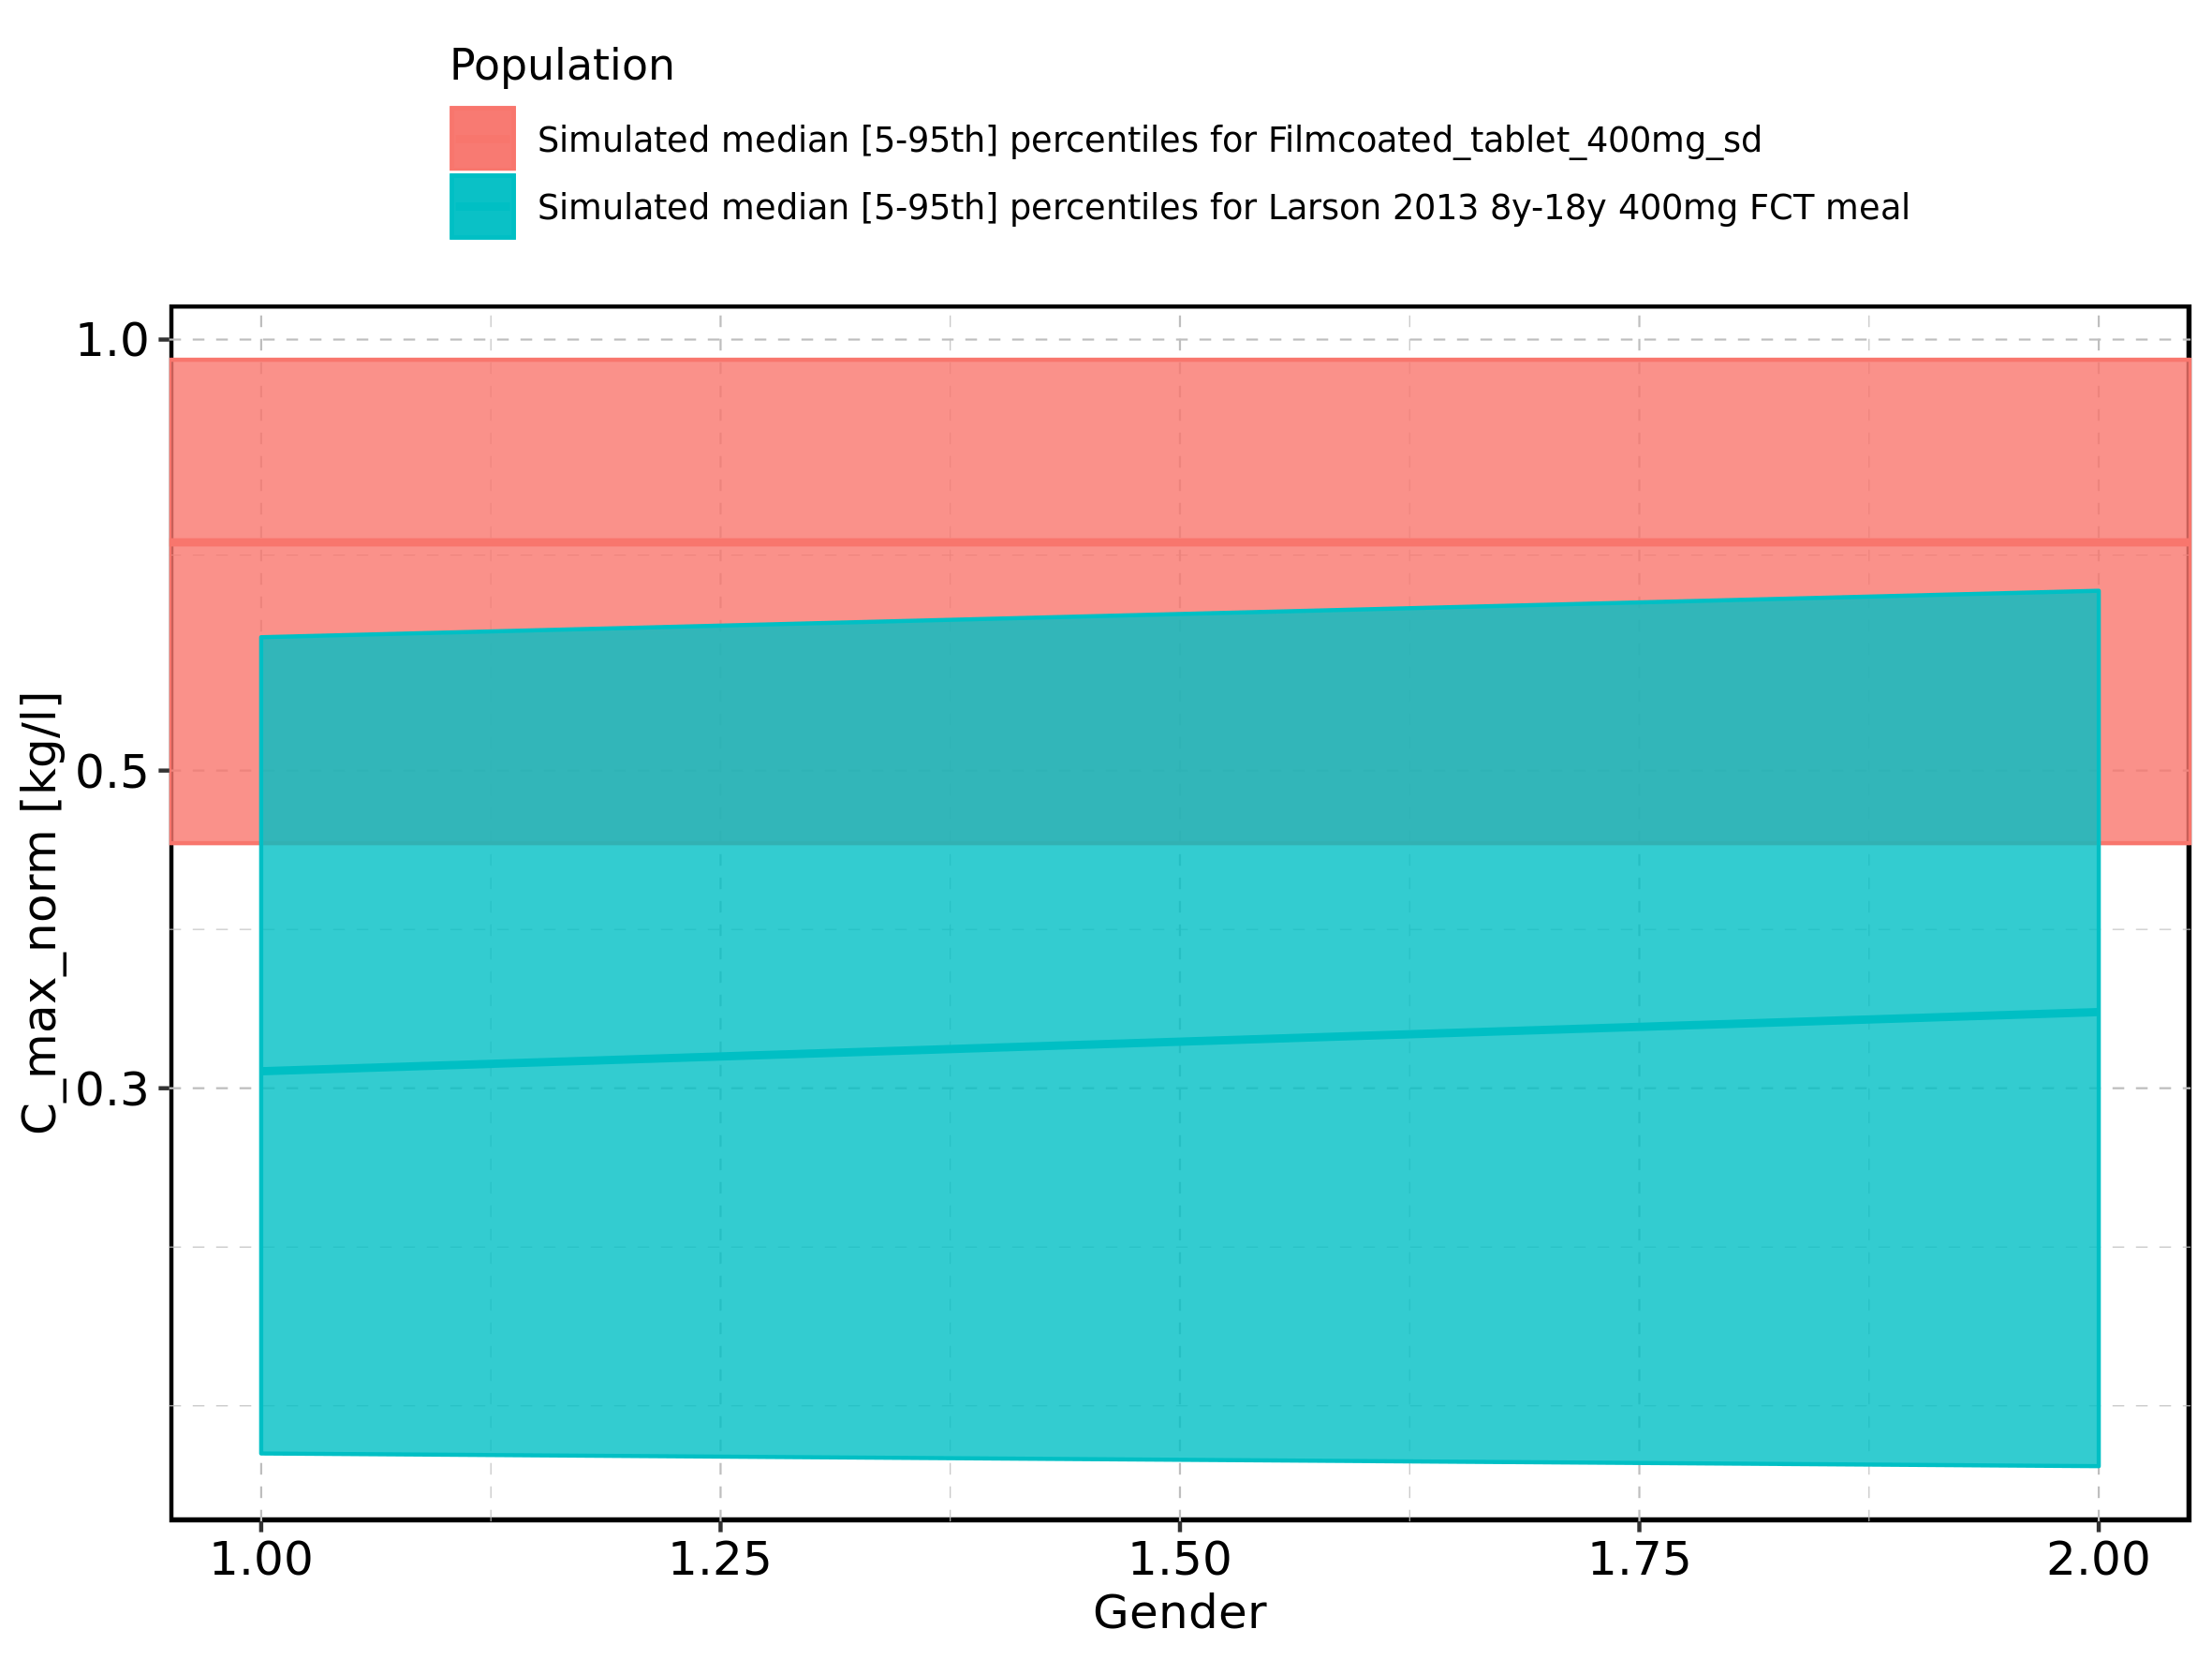 Population
Simulated median [5-95th] percentiles for Filmcoated_tablet_400mg_sd
Simulated median [5-95th] percentiles for Larson 2013 8y-18y 400mg FCT meal
C_max_norm [kg/l]
1.0
0.5
0.3
1.00 1.25 1.50 1.75 2.00
Gender